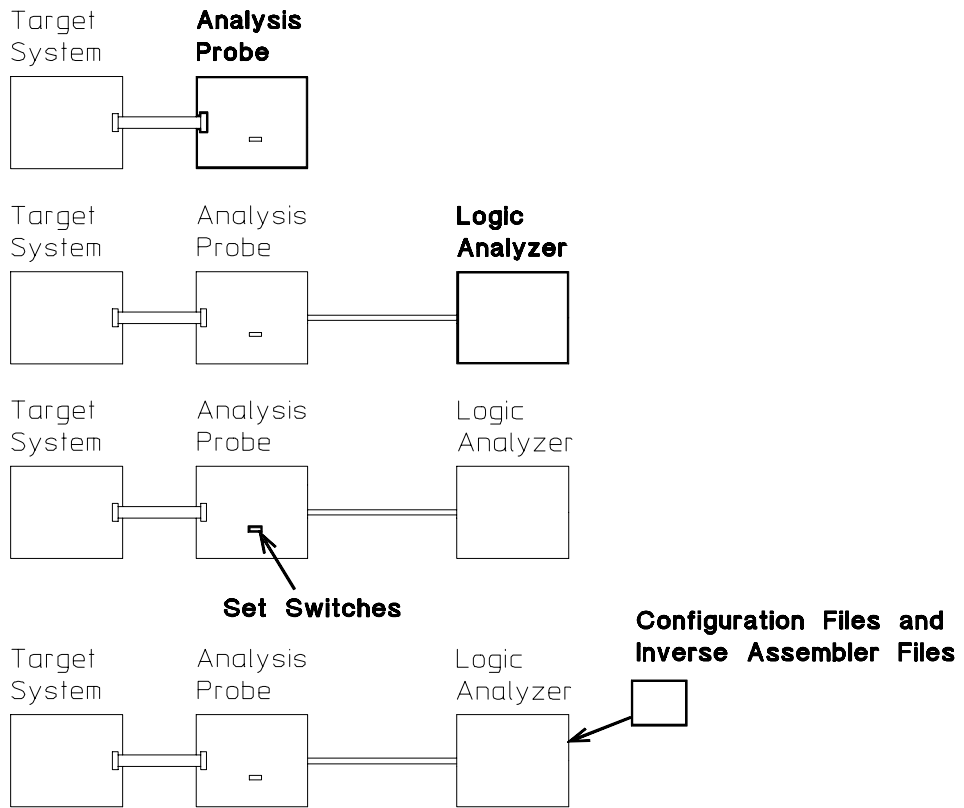 Target
System
Analysis
Probe
Target
System
Analysis
Probe
Logic
Analyzer
Target
System
Analysis
Probe
Logic
Analyzer
Set Switches
Configuration Files and
Inverse Assembler Files
Target
System
Analysis
Probe
Logic
Analyzer